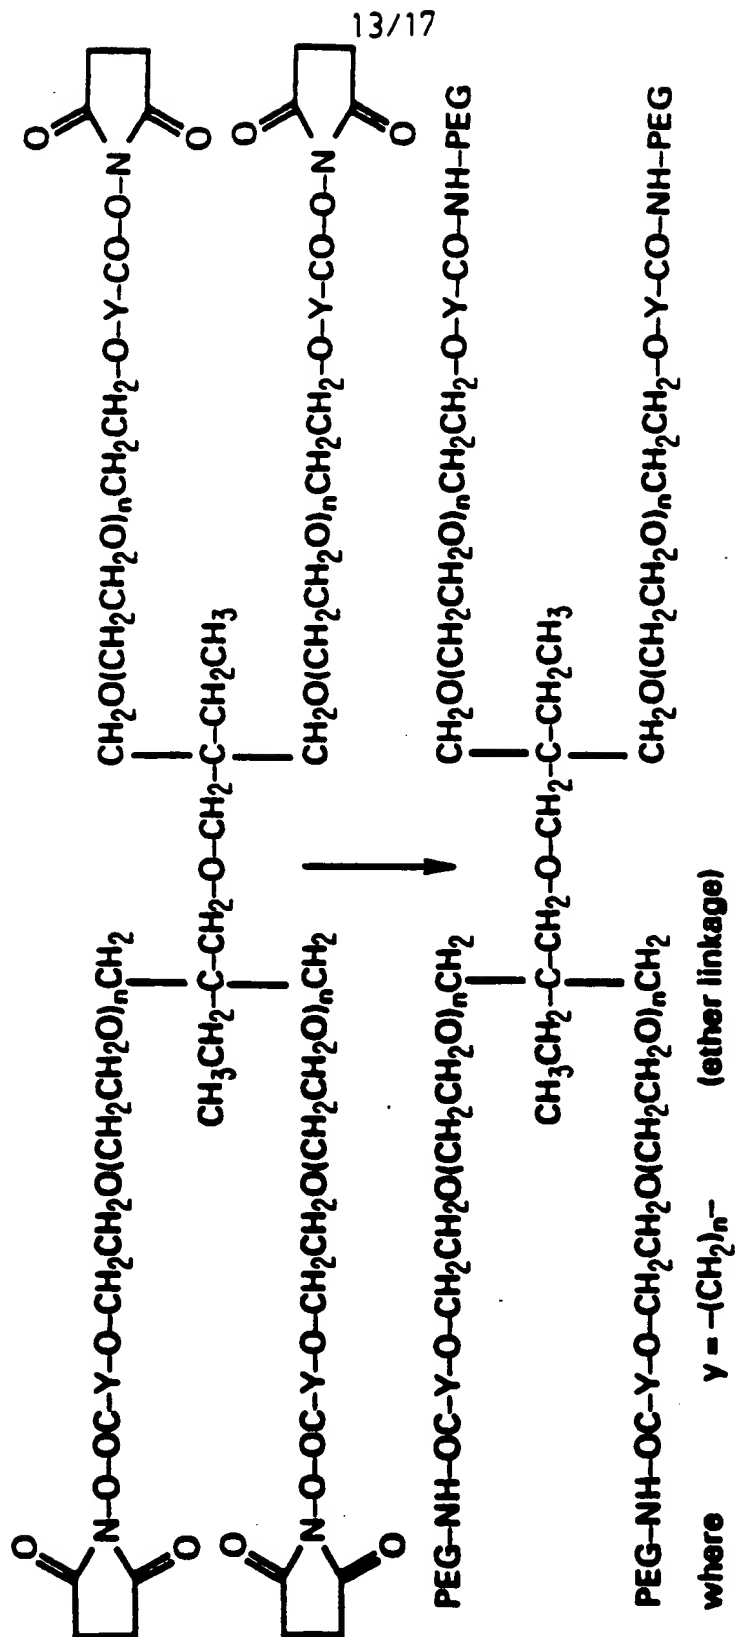 13/17
O O
N-O-OC-Y-O-CH₂CH₂O(CH₂CH₂O)ₙCH₂ CH₂O(CH₂CH₂O)ₙCH₂CH₂-O-Y-CO-O-N
O O
CH₃CH₂-C-CH₂-O-CH₂-C-CH₂CH₃
O O
N-O-OC-Y-O-CH₂CH₂O(CH₂CH₂O)ₙCH₂ CH₂O(CH₂CH₂O)ₙCH₂CH₂-O-Y-CO-O-N
O O
PEG-NH-OC-Y-O-CH₂CH₂O(CH₂CH₂O)ₙCH₂ CH₂O(CH₂CH₂O)ₙCH₂CH₂-O-Y-CO-NH-PEG
CH₃CH₂-C-CH₂-O-CH₂-C-CH₂CH₃
PEG-NH-OC-Y-O-CH₂CH₂O(CH₂CH₂O)ₙCH₂ CH₂O(CH₂CH₂O)ₙCH₂CH₂-O-Y-CO-NH-PEG
where y = -(CH₂)ₙ- (ether linkage)